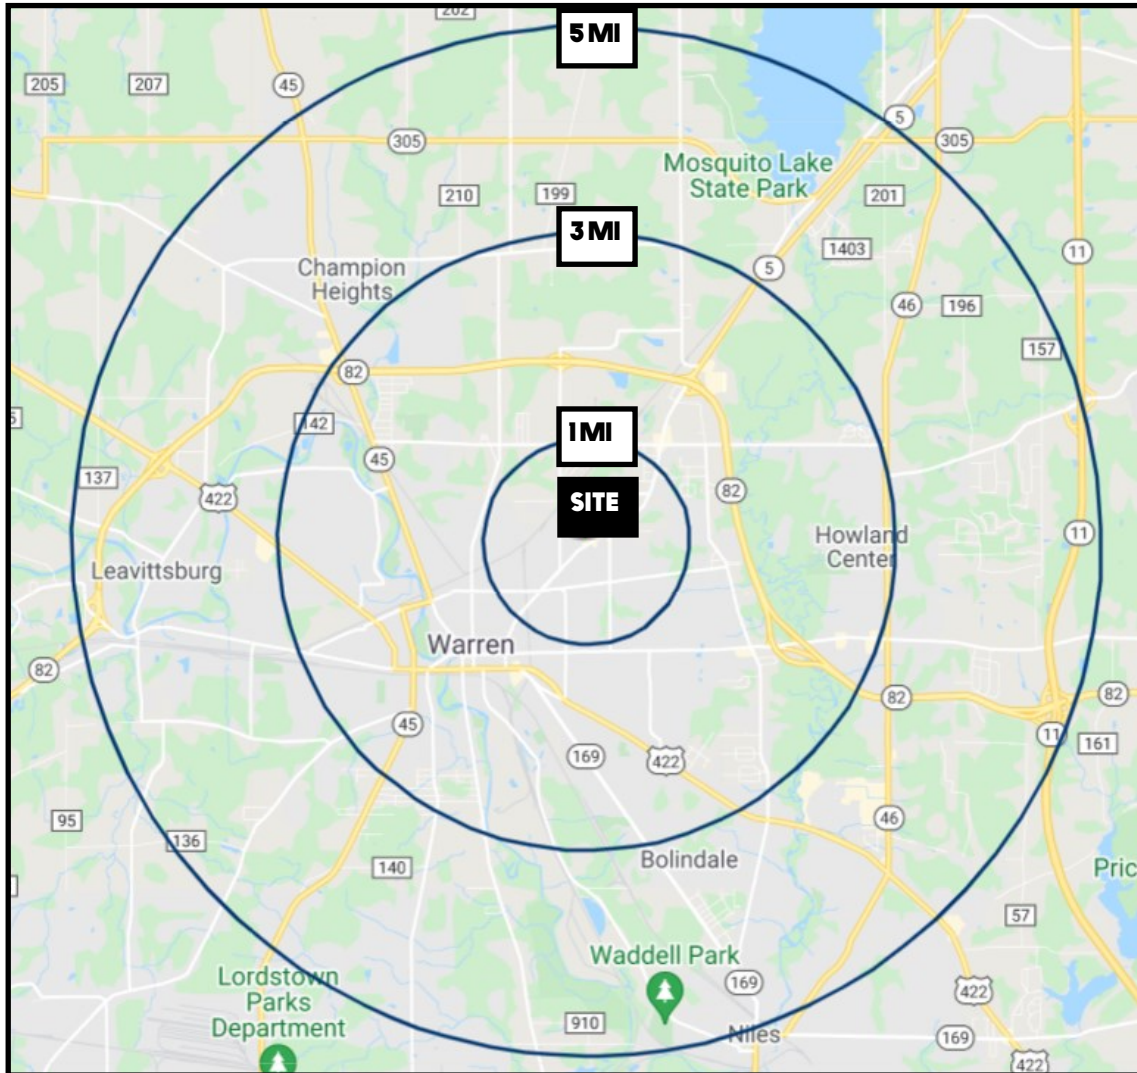 202
5 MI
205
207
45
5
305
305
Mosquito Lake
State Park
210
199
201
3 MI
1403
11
Champion
Heights
5
46
196
157
82
1 MI
142
45
137
82
422
SITE
11
Howland
Center
Leavittsburg
Warren
82
82
82
45
11
161
169
422
95
46
136
140
Bolindale
Pric
57
Waddell Park
Lordstown
Parks
Department
169
422
910
Niles
169
422